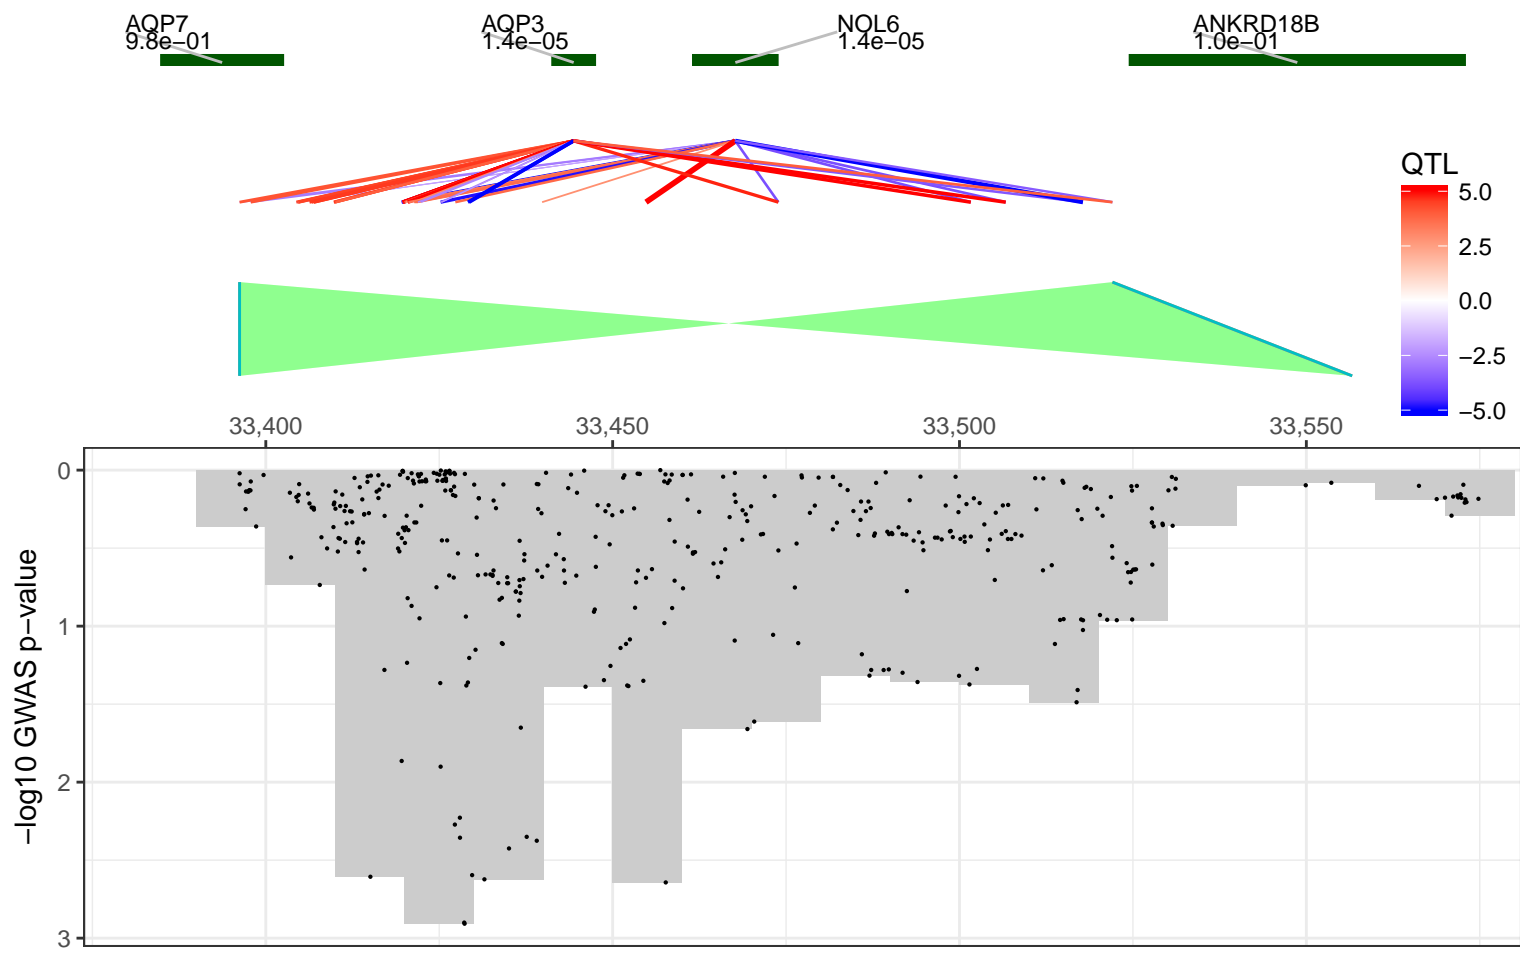 AQP7
9.8e−01
AQP3
1.4e−05
NOL6
1.4e−05
ANKRD18B
1.0e−01
QTL
5.0
2.5
0.0
−2.5
−5.0
33,400
33,450
33,500
33,550
0
1
2
3
−log10 GWAS p−value